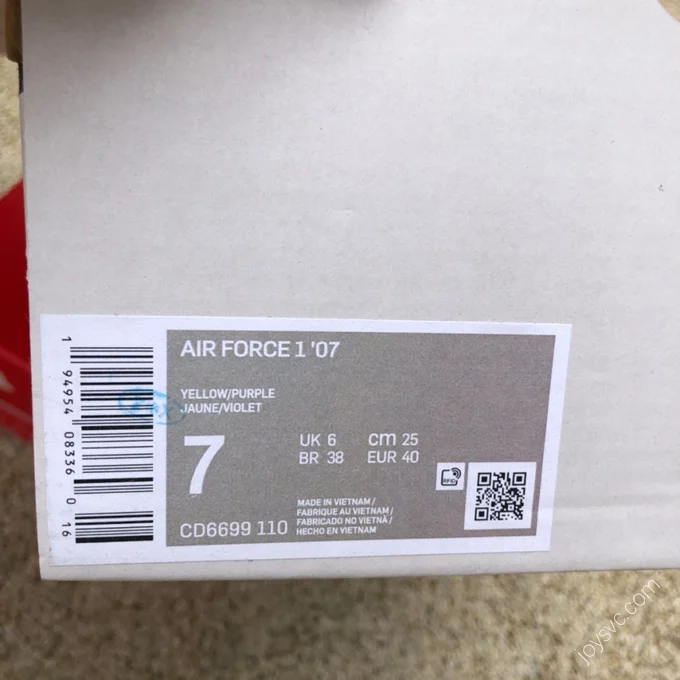 AIR FORCE 1 '07
YELLOW/PURPLE
JAUNE/VIOLET
7
UK 6 cm 25
BR 38 EUR 40
RFID
CD6699 110
MADE IN VIETNAM/
FABRIQUE AU VIETNAM/
FABRICADO NO VIETNÃ/
HECHO EN VIETNAM
1 94954 08336 0 16
joysvc.com